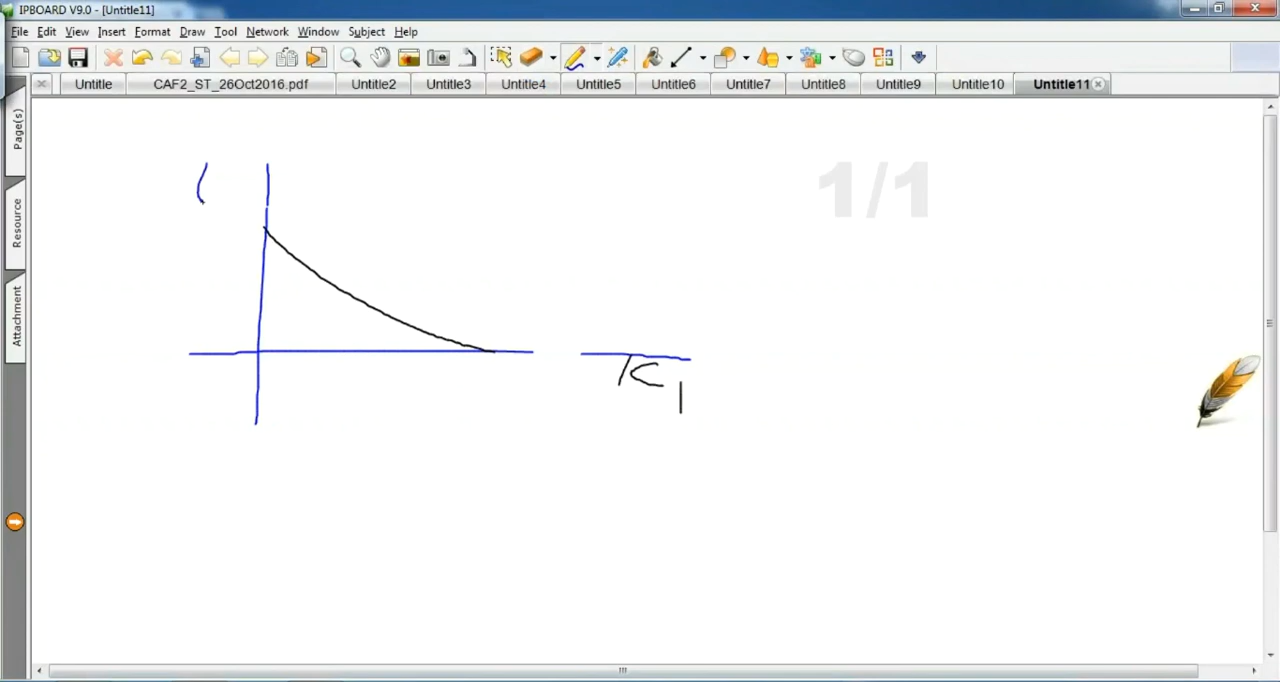 IPBOARD V9.0 - [Untitle11]
File Edit View Insert Format Draw Tool Network Window Subject Help
Untitle CAF2_ST_26Oct2016.pdf Untitle2 Untitle3 Untitle4 Untitle5 Untitle6 Untitle7 Untitle8 Untitle9 Untitle10 Untitle11
Page(s)
Resource
Attachment
1/1
K1